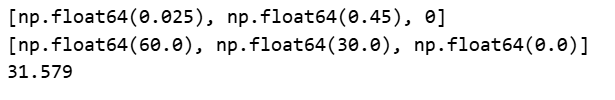 [np.float64(0.025), np.float64(0.45), 0]
[np.float64(60.0), np.float64(30.0), np.float64(0.0)]
31.579